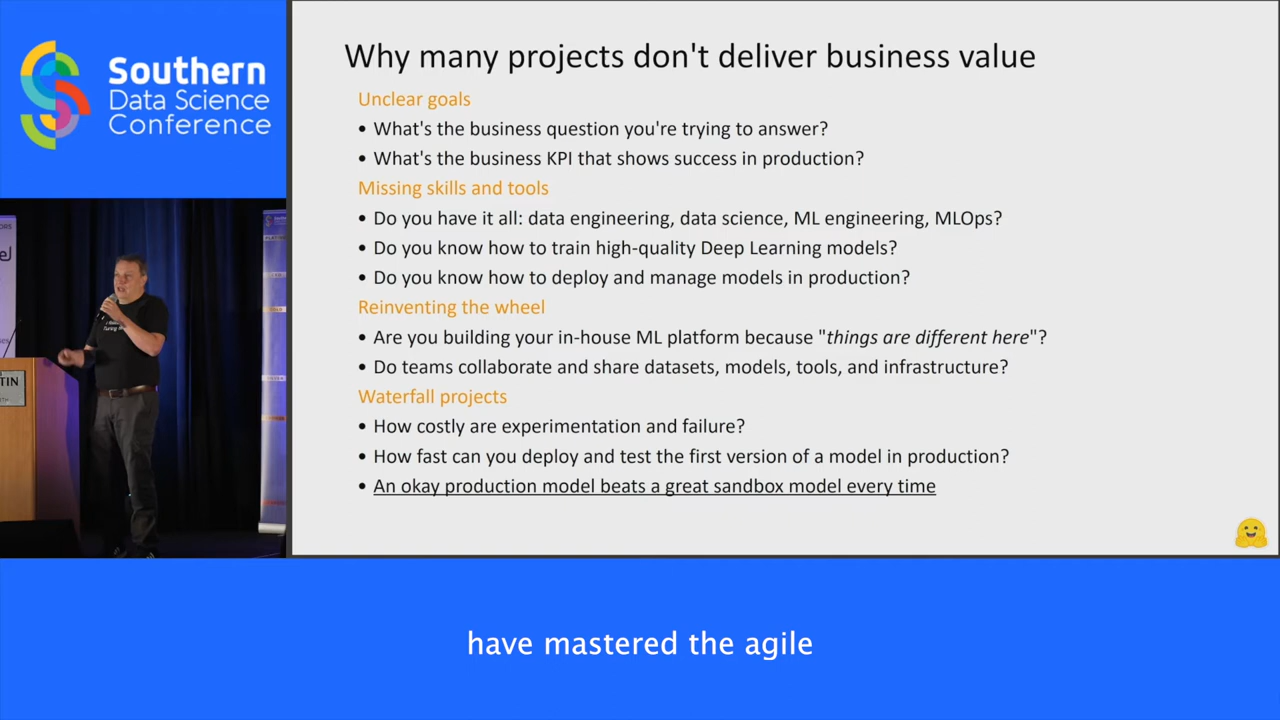 Southern
Data Science
Conference
Why many projects don't deliver business value
Unclear goals
• What's the business question you're trying to answer?
• What's the business KPI that shows success in production?
Missing skills and tools
• Do you have it all: data engineering, data science, ML engineering, MLOps?
• Do you know how to train high-quality Deep Learning models?
• Do you know how to deploy and manage models in production?
Reinventing the wheel
• Are you building your in-house ML platform because "things are different here"?
• Do teams collaborate and share datasets, models, tools, and infrastructure?
Waterfall projects
• How costly are experimentation and failure?
• How fast can you deploy and test the first version of a model in production?
• An okay production model beats a great sandbox model every time
have mastered the agile